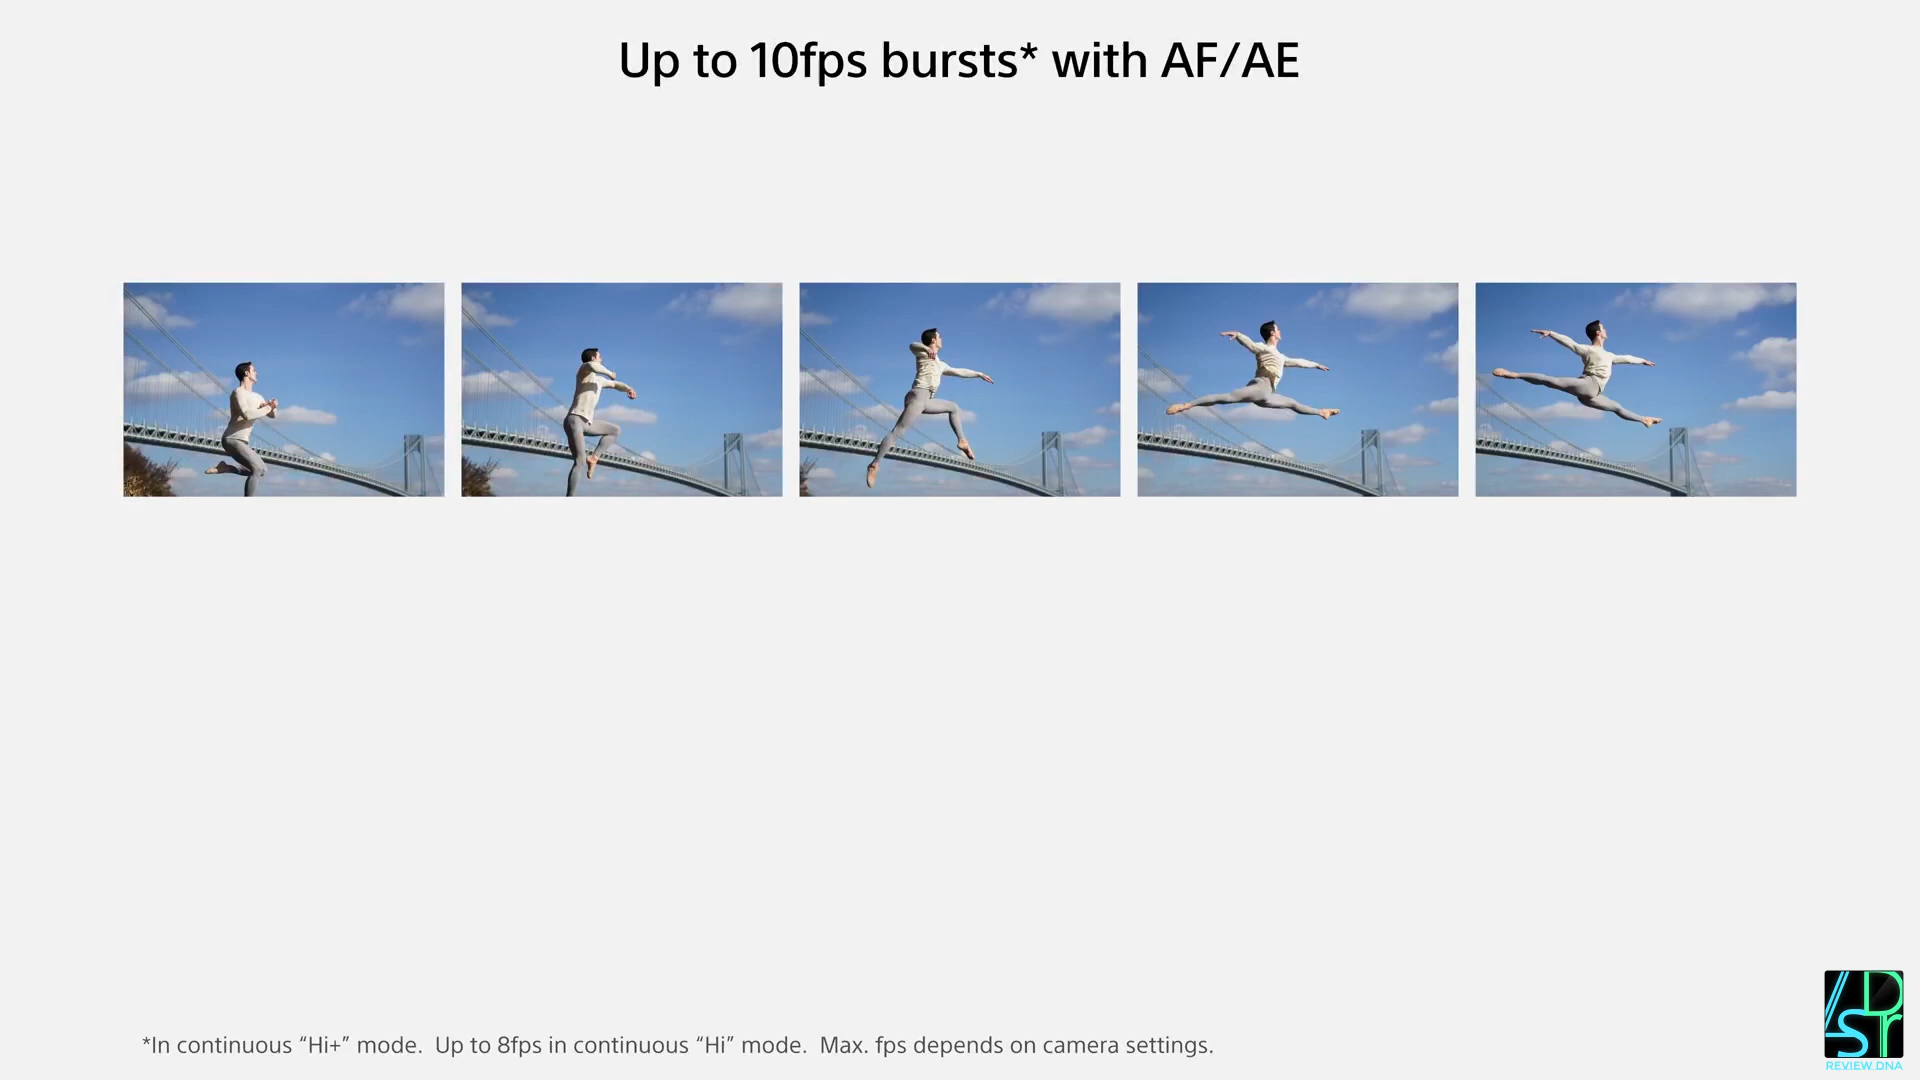 Up to 10fps bursts* with AF/AE
*In continuous “Hi+” mode.  Up to 8fps in continuous “Hi” mode.  Max. fps depends on camera settings.
REVIEW.DNA